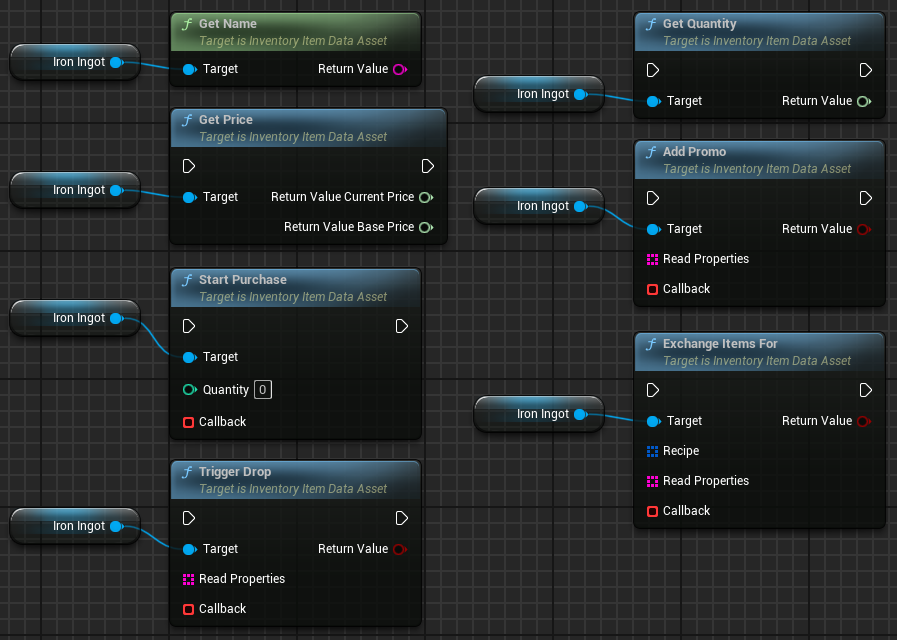 Get Name
Target is Inventory Item Data Asset
Iron Ingot
Target
Return Value
Get Price
Target is Inventory Item Data Asset
Iron Ingot
Target
Return Value Current Price
Return Value Base Price
Start Purchase
Target is Inventory Item Data Asset
Iron Ingot
Target
Quantity 0
Callback
Trigger Drop
Target is Inventory Item Data Asset
Iron Ingot
Target
Return Value
Read Properties
Callback
Get Quantity
Target is Inventory Item Data Asset
Iron Ingot
Target
Return Value
Add Promo
Target is Inventory Item Data Asset
Iron Ingot
Target
Return Value
Read Properties
Callback
Exchange Items For
Target is Inventory Item Data Asset
Iron Ingot
Target
Return Value
Recipe
Read Properties
Callback